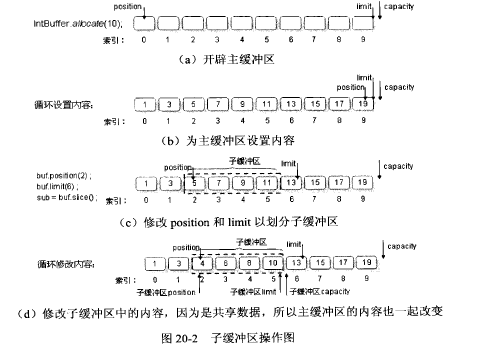 position limit capacity
IntBuffer.allocate(10);
索引: 0 1 2 3 4 5 6 7 8 9
(a) 开辟主缓冲区
limit
position capacity
循环设置内容: 1 3 5 7 9 11 13 15 17 19
索引: 0 1 2 3 4 5 6 7 8 9
(b) 为主缓冲区设置内容
子缓冲区
position limit capacity
buf.position(2) ;
buf.limit(6) ; 1 3 5 7 9 11 13 15 17 19
sub = buf.slice() ;
索引: 0 1 2 3 4 5 6 7 8 9
(c) 修改 position 和 limit 以划分子缓冲区
子缓冲区
position limit capacity
循环修改内容: 1 3 4 6 8 10 13 15 17 19
索引: 0 1 2 3 4 5 6 7 8 9
子缓冲区position 子缓冲区limit 子缓冲区capacity
(d) 修改子缓冲区中的内容，因为是共享数据，所以主缓冲区的内容也一起改变
图 20-2 子缓冲区操作图